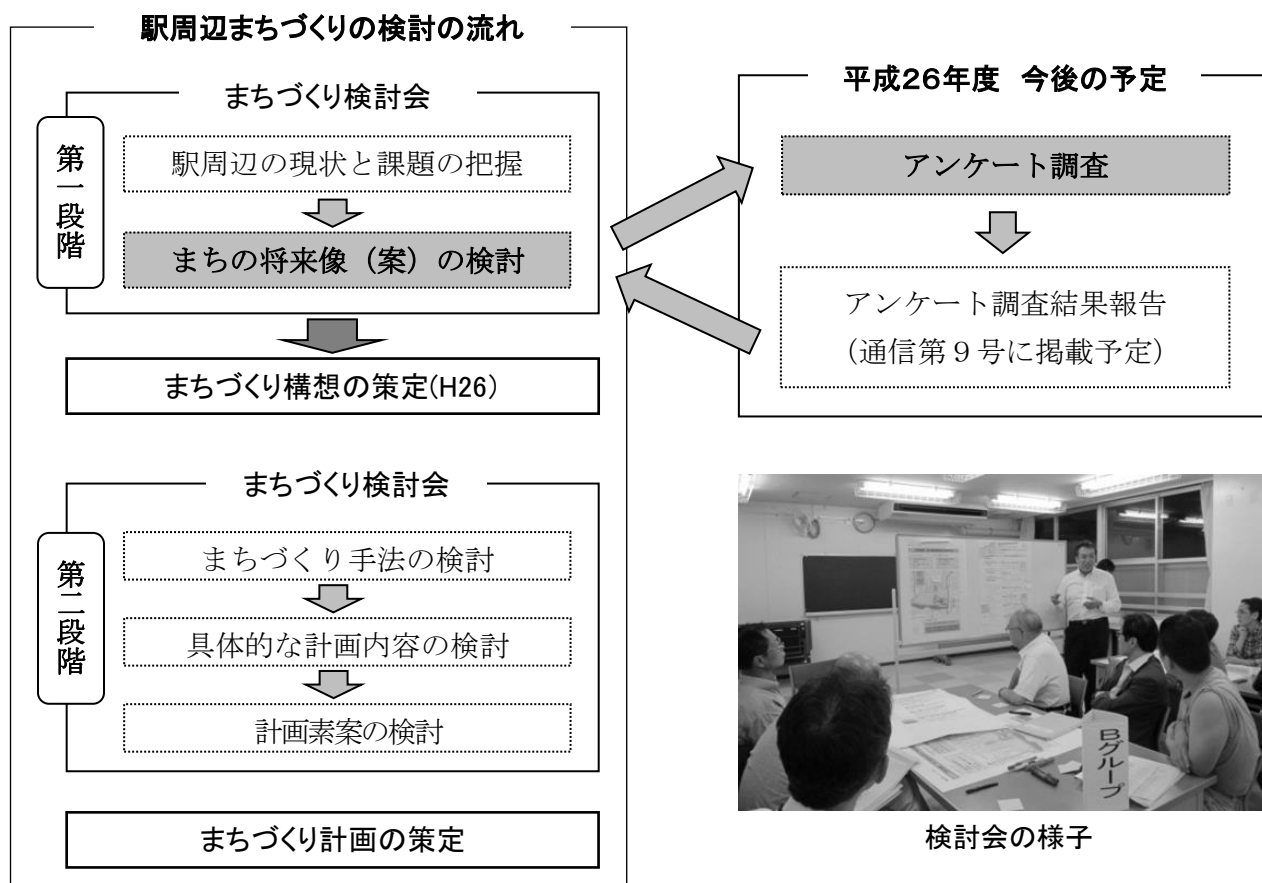 駅周辺まちづくりの検討の流れ
まちづくり検討会
第一段階
駅周辺の現状と課題の把握
まちの将来像（案）の検討
まちづくり構想の策定(H26)
まちづくり検討会
第二段階
まちづくり手法の検討
具体的な計画内容の検討
計画素案の検討
まちづくり計画の策定
平成26年度　今後の予定
アンケート調査
アンケート調査結果報告
（通信第９号に掲載予定）
Bグループ
検討会の様子